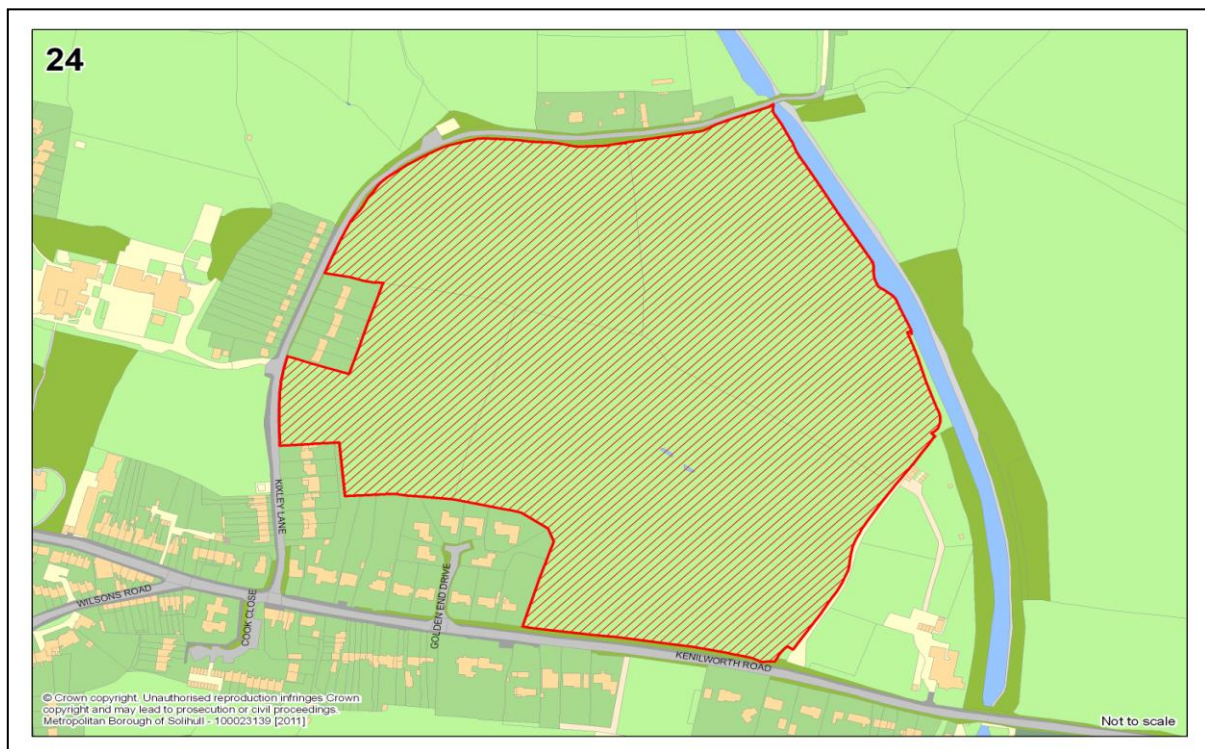 24
KIXLEY LANE
WILSONS ROAD
COOK CLOSE
GOLDEN END DRIVE
KENILWORTH ROAD
© Crown copyright. Unauthorised reproduction infringes Crown
copyright and may lead to prosecution or civil proceedings.
Metropolitan Borough of Solihull - 100023139 [2011]
Not to scale